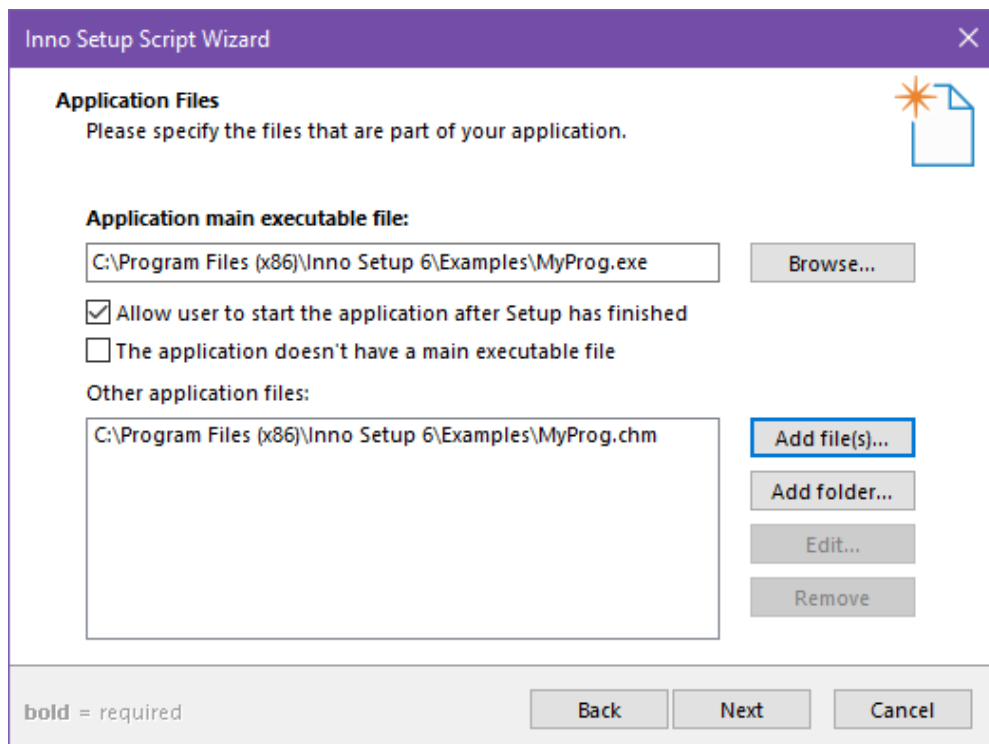 Inno Setup Script Wizard
Application Files
Please specify the files that are part of your application.
Application main executable file:
C:\Program Files (x86)\Inno Setup 6\Examples\MyProg.exe
Browse...
Allow user to start the application after Setup has finished
The application doesn't have a main executable file
Other application files:
C:\Program Files (x86)\Inno Setup 6\Examples\MyProg.chm
Add file(s)...
Add folder...
Edit...
Remove
bold = required
Back
Next
Cancel